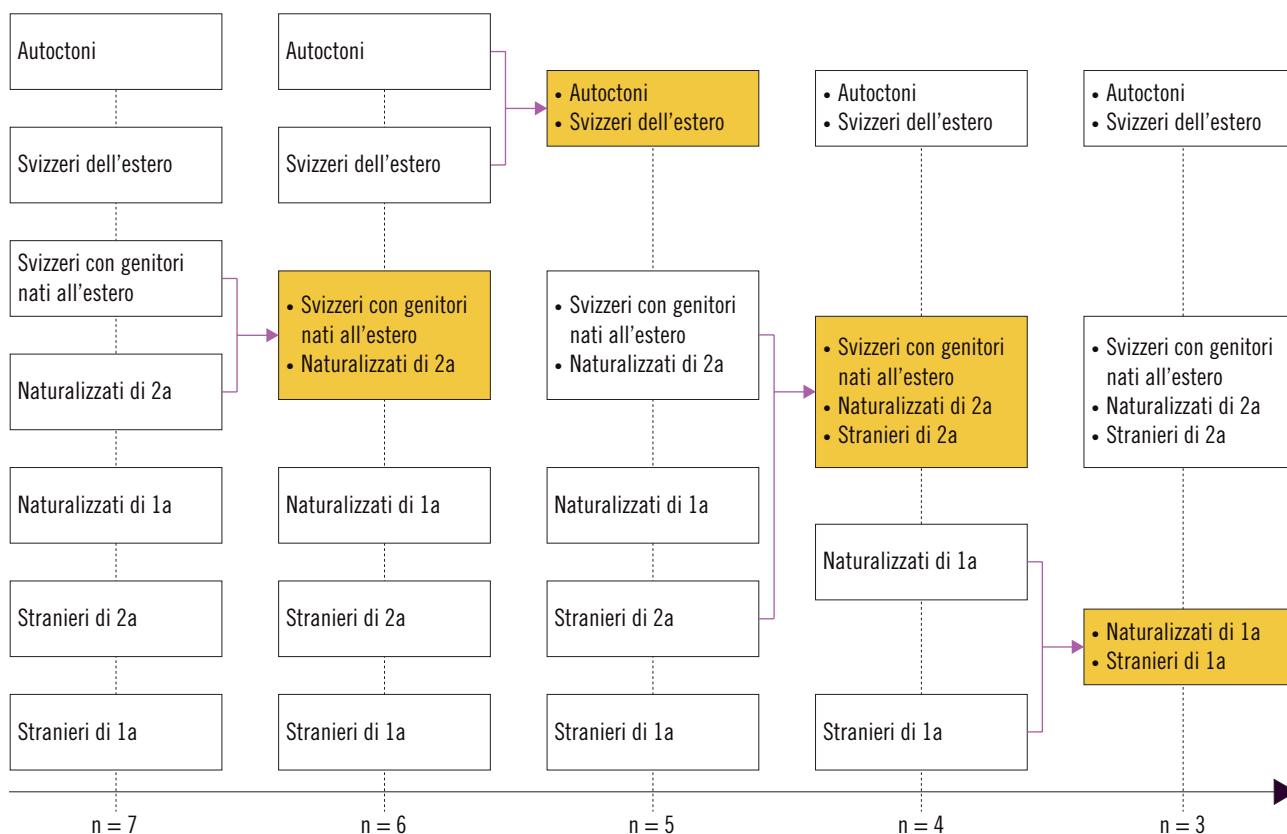 Autoctoni
Svizzeri dell'estero
Svizzeri con genitori
nati all'estero
Naturalizzati di 2a
Naturalizzati di 1a
Stranieri di 2a
Stranieri di 1a
n = 7
Autoctoni
Svizzeri dell'estero
• Svizzeri con genitori
nati all'estero
• Naturalizzati di 2a
Naturalizzati di 1a
Stranieri di 2a
Stranieri di 1a
n = 6
• Autoctoni
• Svizzeri dell'estero
• Svizzeri con genitori
nati all'estero
• Naturalizzati di 2a
Naturalizzati di 1a
Stranieri di 2a
Stranieri di 1a
n = 5
• Autoctoni
• Svizzeri dell'estero
• Svizzeri con genitori
nati all'estero
• Naturalizzati di 2a
• Stranieri di 2a
Naturalizzati di 1a
Stranieri di 1a
n = 4
• Autoctoni
• Svizzeri dell'estero
• Svizzeri con genitori
nati all'estero
• Naturalizzati di 2a
• Stranieri di 2a
• Naturalizzati di 1a
• Stranieri di 1a
n = 3